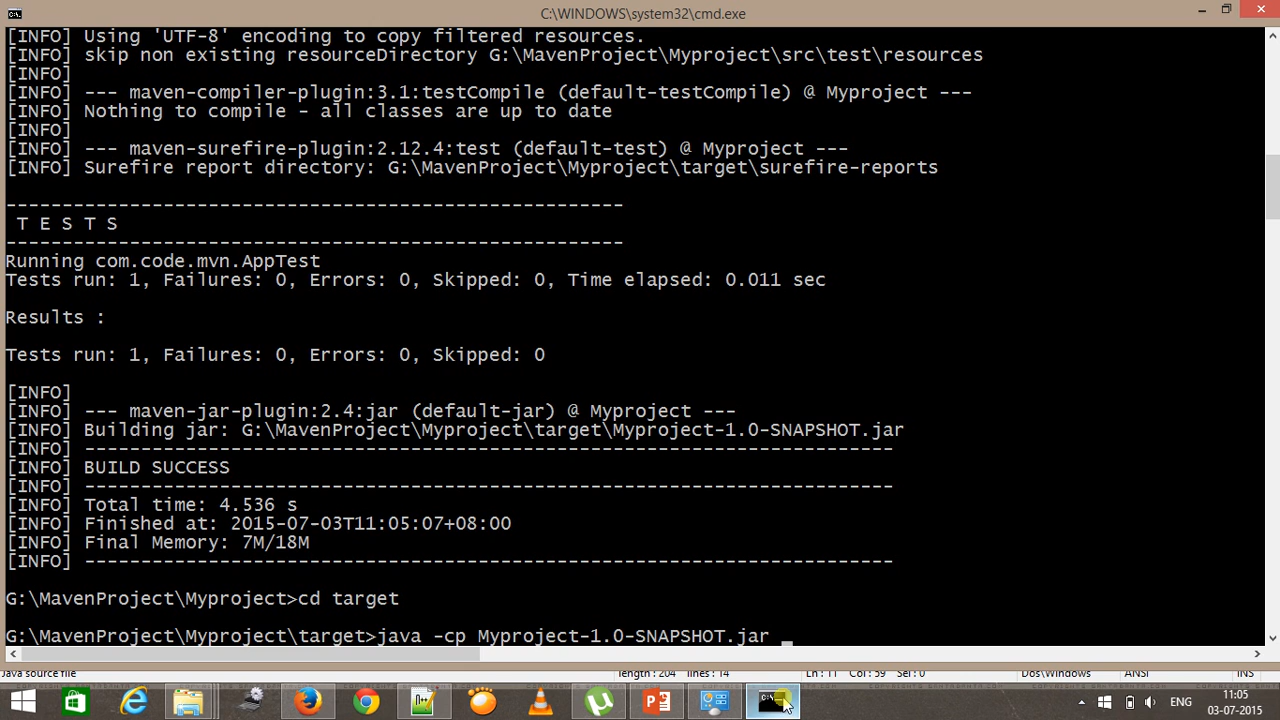 C:\WINDOWS\system32\cmd.exe
[INFO] Using 'UTF-8' encoding to copy filtered resources.
[INFO] skip non existing resourceDirectory G:\MavenProject\Myproject\src\test\resources
[INFO]
[INFO] --- maven-compiler-plugin:3.1:testCompile (default-testCompile) @ Myproject ---
[INFO] Nothing to compile - all classes are up to date
[INFO]
[INFO] --- maven-surefire-plugin:2.12.4:test (default-test) @ Myproject ---
[INFO] Surefire report directory: G:\MavenProject\Myproject\target\surefire-reports
-------------------------------------------------------
T E S T S
-------------------------------------------------------
Running com.code.mvn.AppTest
Tests run: 1, Failures: 0, Errors: 0, Skipped: 0, Time elapsed: 0.011 sec
Results :
Tests run: 1, Failures: 0, Errors: 0, Skipped: 0
[INFO]
[INFO] --- maven-jar-plugin:2.4:jar (default-jar) @ Myproject ---
[INFO] Building jar: G:\MavenProject\Myproject\target\Myproject-1.0-SNAPSHOT.jar
[INFO] ------------------------------------------------------------------------
[INFO] BUILD SUCCESS
[INFO] ------------------------------------------------------------------------
[INFO] Total time: 4.536 s
[INFO] Finished at: 2015-07-03T11:05:07+08:00
[INFO] Final Memory: 7M/18M
[INFO] ------------------------------------------------------------------------
G:\MavenProject\Myproject>cd target
G:\MavenProject\Myproject\target>java -cp Myproject-1.0-SNAPSHOT.jar _
Java source file length : 204 lines : 14 Ln : 11 Col : 59 Sel : 0 Dos\Windows ANSI INS
ENG
11:05
03-07-2015